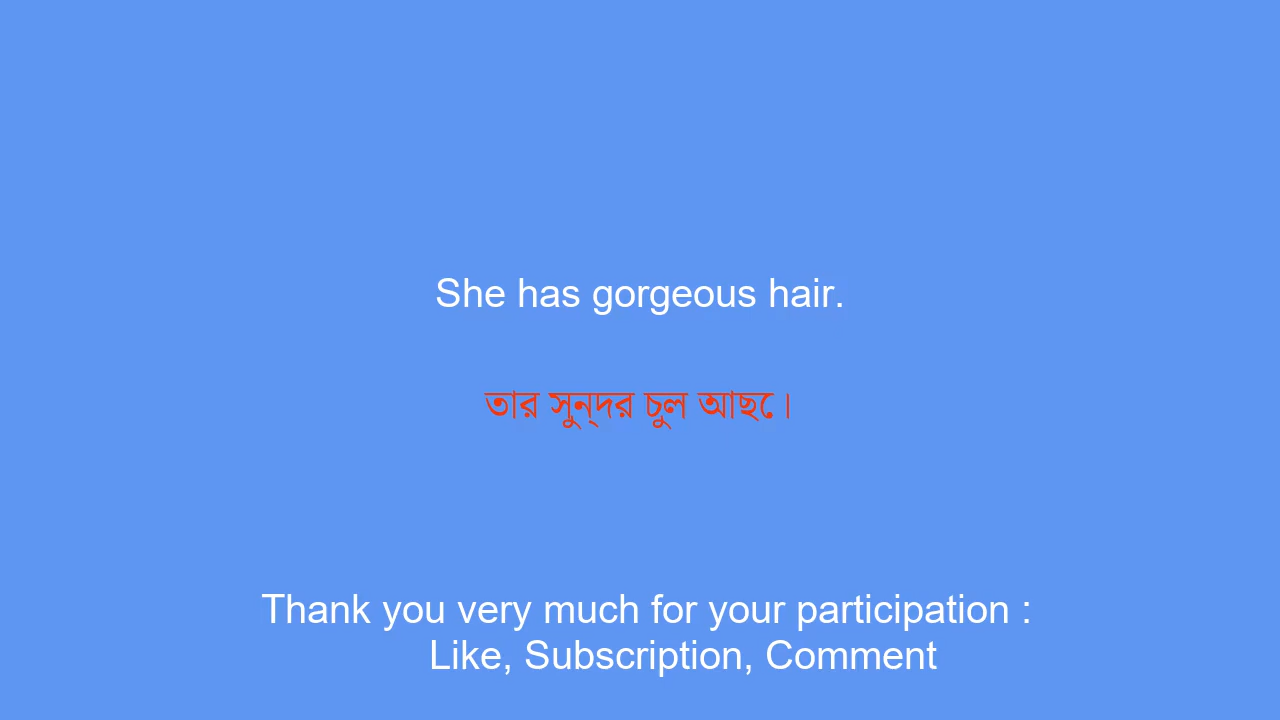 She has gorgeous hair.
তার সুন্দর চুল আছে।
Thank you very much for your participation :
Like, Subscription, Comment